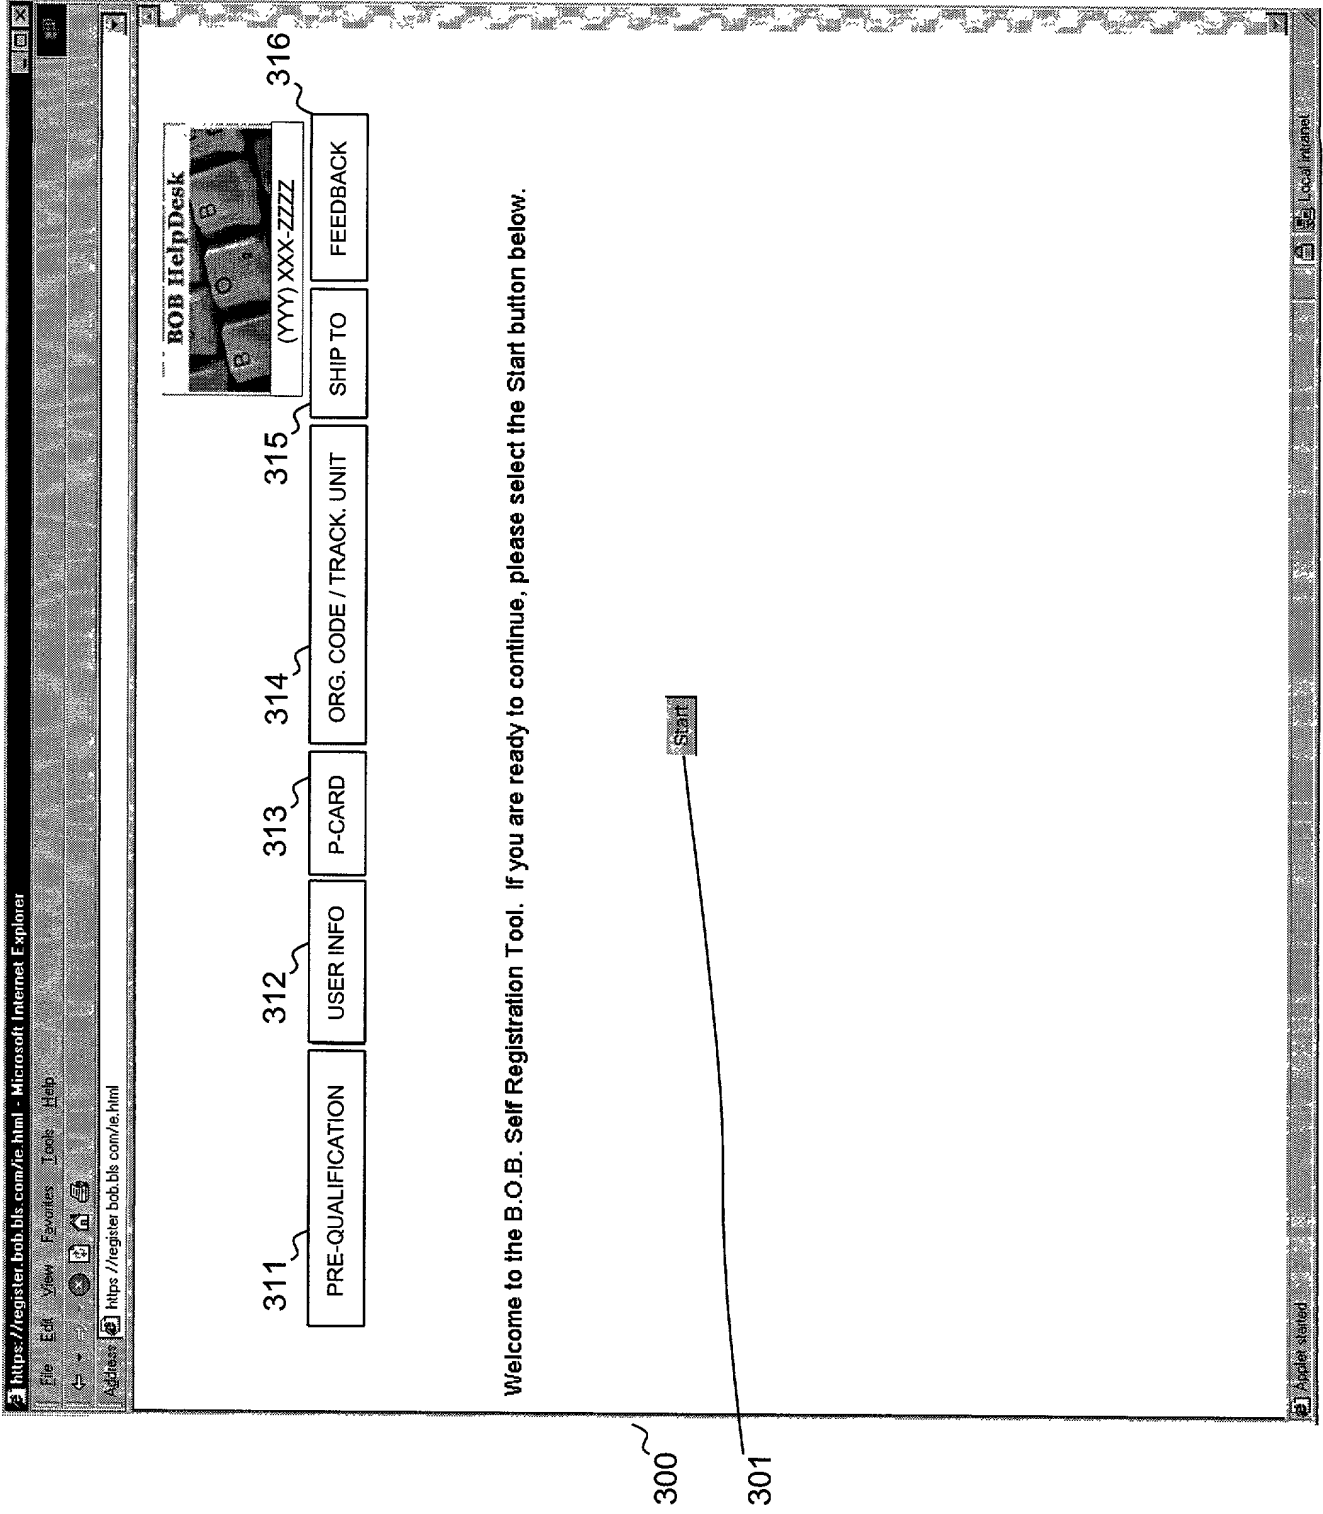 https://register.bob.bls.com/ie.html - Microsoft Internet Explorer
File Edit View Favorites Tools Help
Address https //register bob.bls com/ie.html
BOB HelpDesk
B O B
(YYY) XXX-ZZZZ
311 312 313 314 315 316
PRE-QUALIFICATION USER INFO P-CARD ORG. CODE / TRACK. UNIT SHIP TO FEEDBACK
Welcome to the B.O.B. Self Registration Tool. If you are ready to continue, please select the Start button below.
300
Start
301
Applet started Local intranet